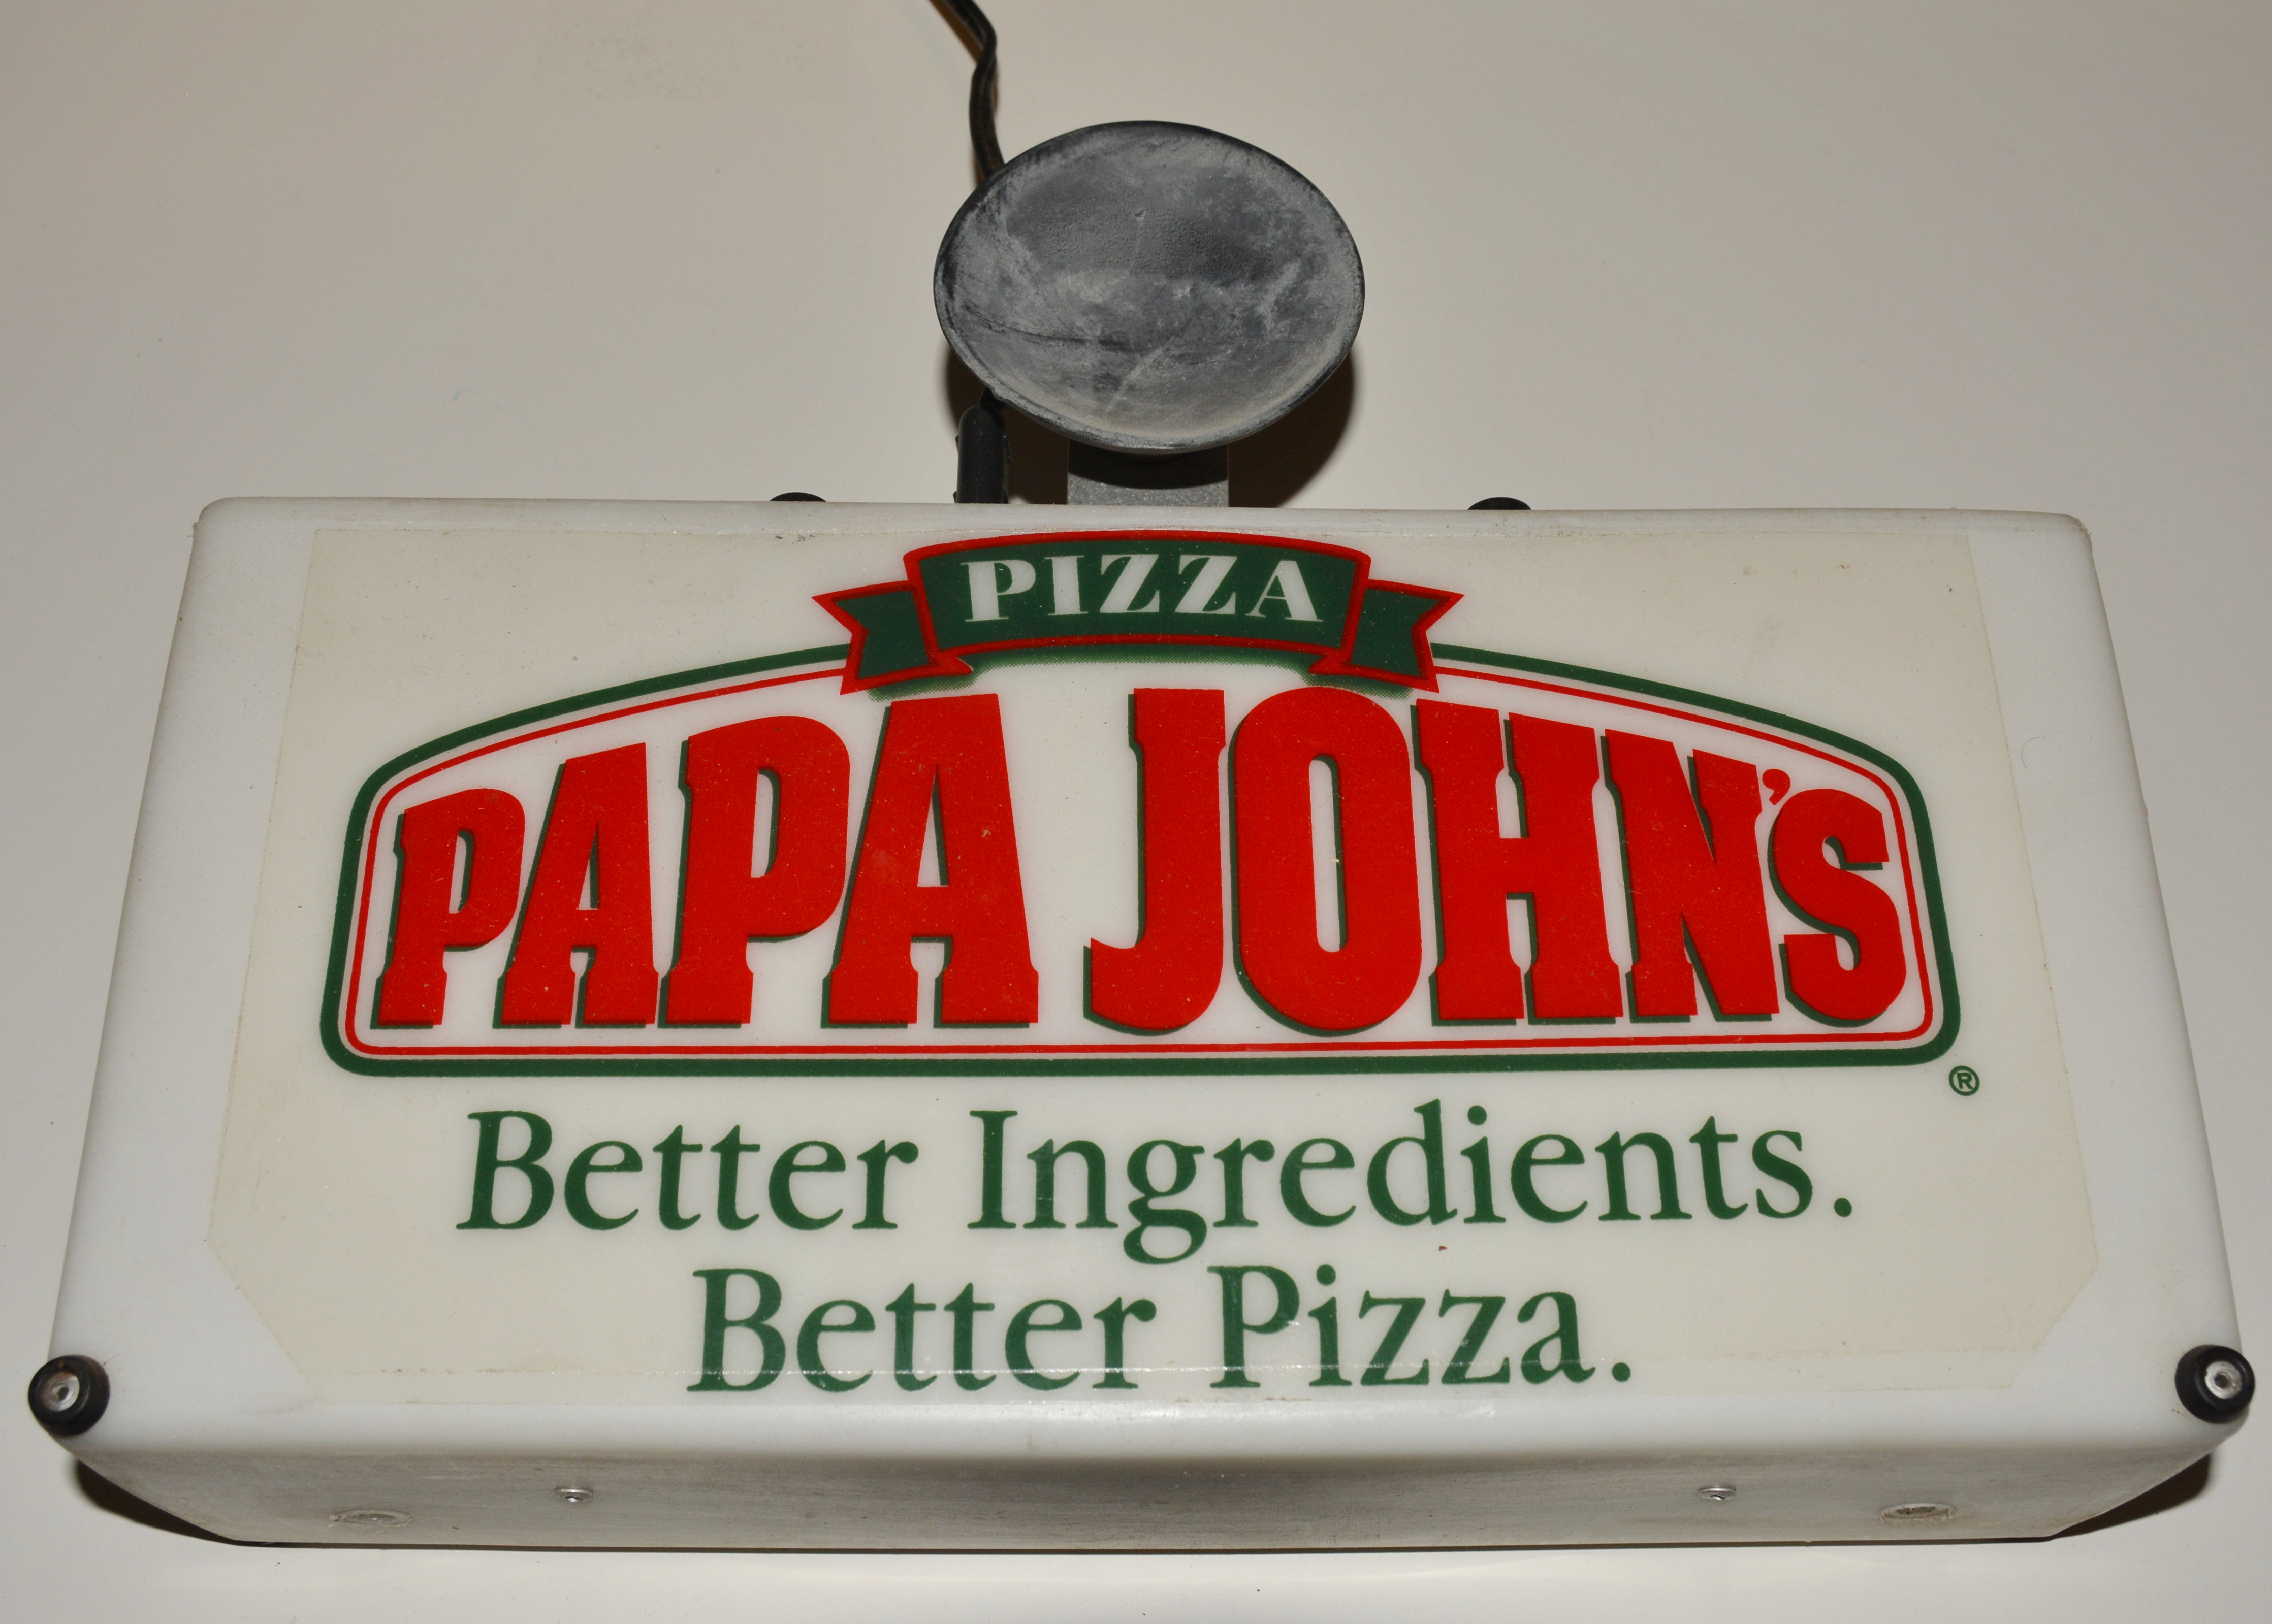 PIZZA
PAPA JOHN'S
®
Better Ingredients.
Better Pizza.